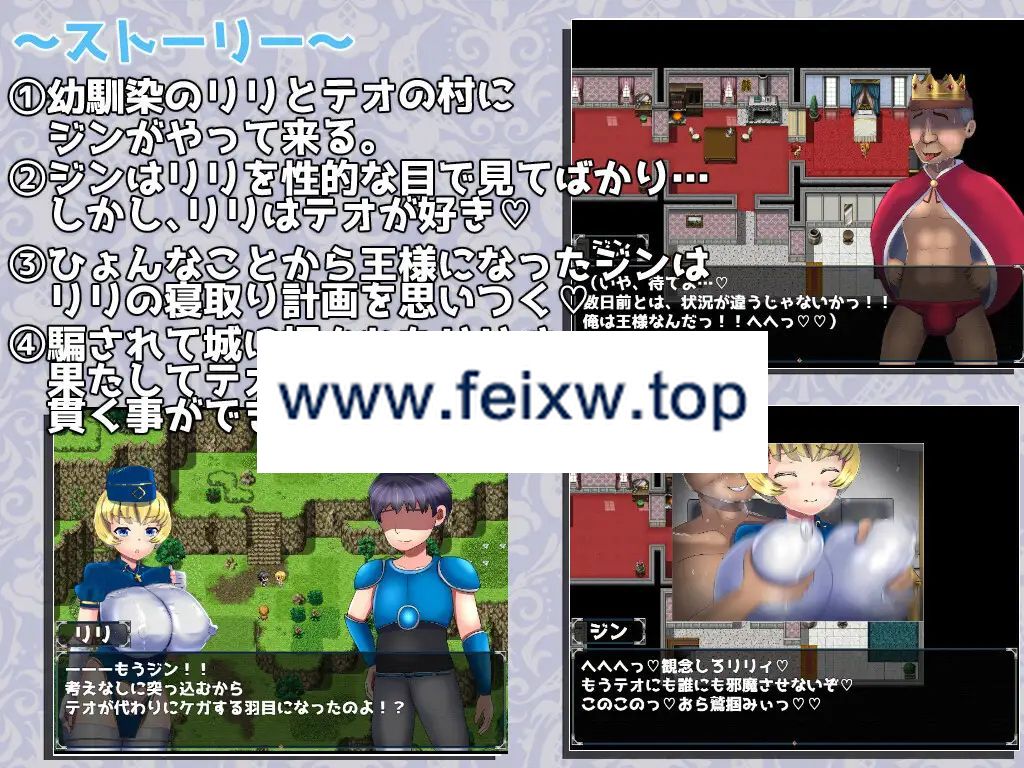 ～ストーリー～
①幼馴染のリリとテオの村に
ジンがやって来る。
②ジンはリリを性的な目で見てばかり…
しかし、リリはテオが好き♡
③ひょんなことから王様になったジンは
リリの寝取り計画を思いつく♡
④騙されて城に
果たしてテオ
貫く事ができ
www.feixw.top
ジン
(いや、待てよ…♡
数日前とは、状況が違うじゃないかっ！！
俺は王様なんだっ！！へへっ♡♡)
リリ
ーーーもうジン！！
考えなしに突っ込むから
テオが代わりにケガする羽目になったのよ！？
ジン
へへへっ♡観念しろリリィ♡
もうテオにも誰にも邪魔させないぞ♡
このこのっ♡おら鷲掴みぃっ♡♡